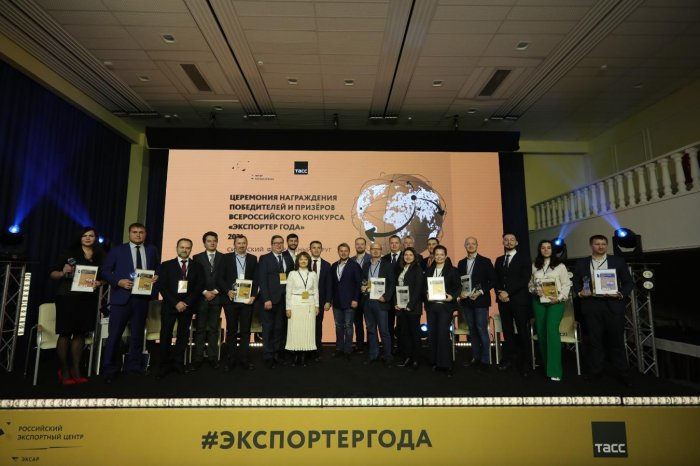 ТАСС
ЦЕРЕМОНИЯ НАГРАЖДЕНИЯ
ПОБЕДИТЕЛЕЙ И ПРИЗЁРОВ
ВСЕРОССИЙСКОГО КОНКУРСА
«ЭКСПОРТЕР ГОДА»
РОССИЙСКИЙ
ЭКСПОРТНЫЙ ЦЕНТР
ЭКСАР
#ЭКСПОРТЕРГОДА
ТАСС